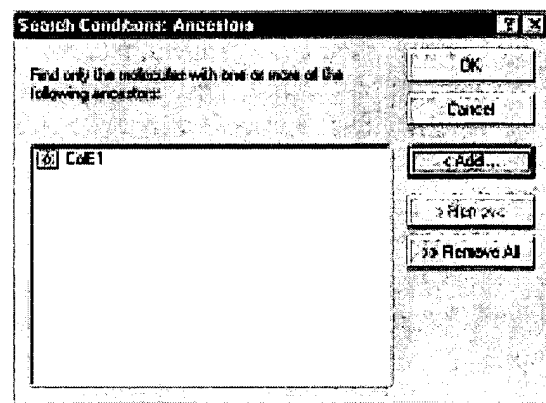 Search Conditions: Ancestors
Find only the molecules with one or more of the
following ancestors:
OK
Cancel
ColE1
< Add...
> Remove
>> Remove All